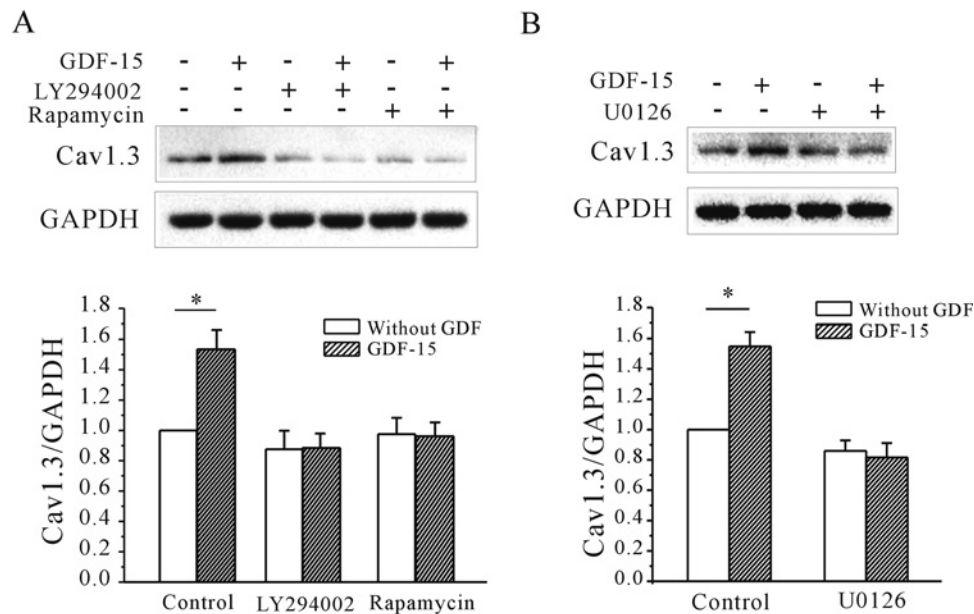 A
GDF-15 - + - + - +
LY294002 - - + + - -
Rapamycin - - - - + +
Cav1.3
GAPDH
Cav1.3/GAPDH
1.8
1.6
1.4
1.2
1.0
0.8
0.6
0.4
0.2
0.0
*
Without GDF
GDF-15
Control LY294002 Rapamycin
B
GDF-15 - + - +
U0126 - - + +
Cav1.3
GAPDH
Cav1.3/GAPDH
1.8
1.6
1.4
1.2
1.0
0.8
0.6
0.4
0.2
0.0
*
Without GDF
GDF-15
Control U0126